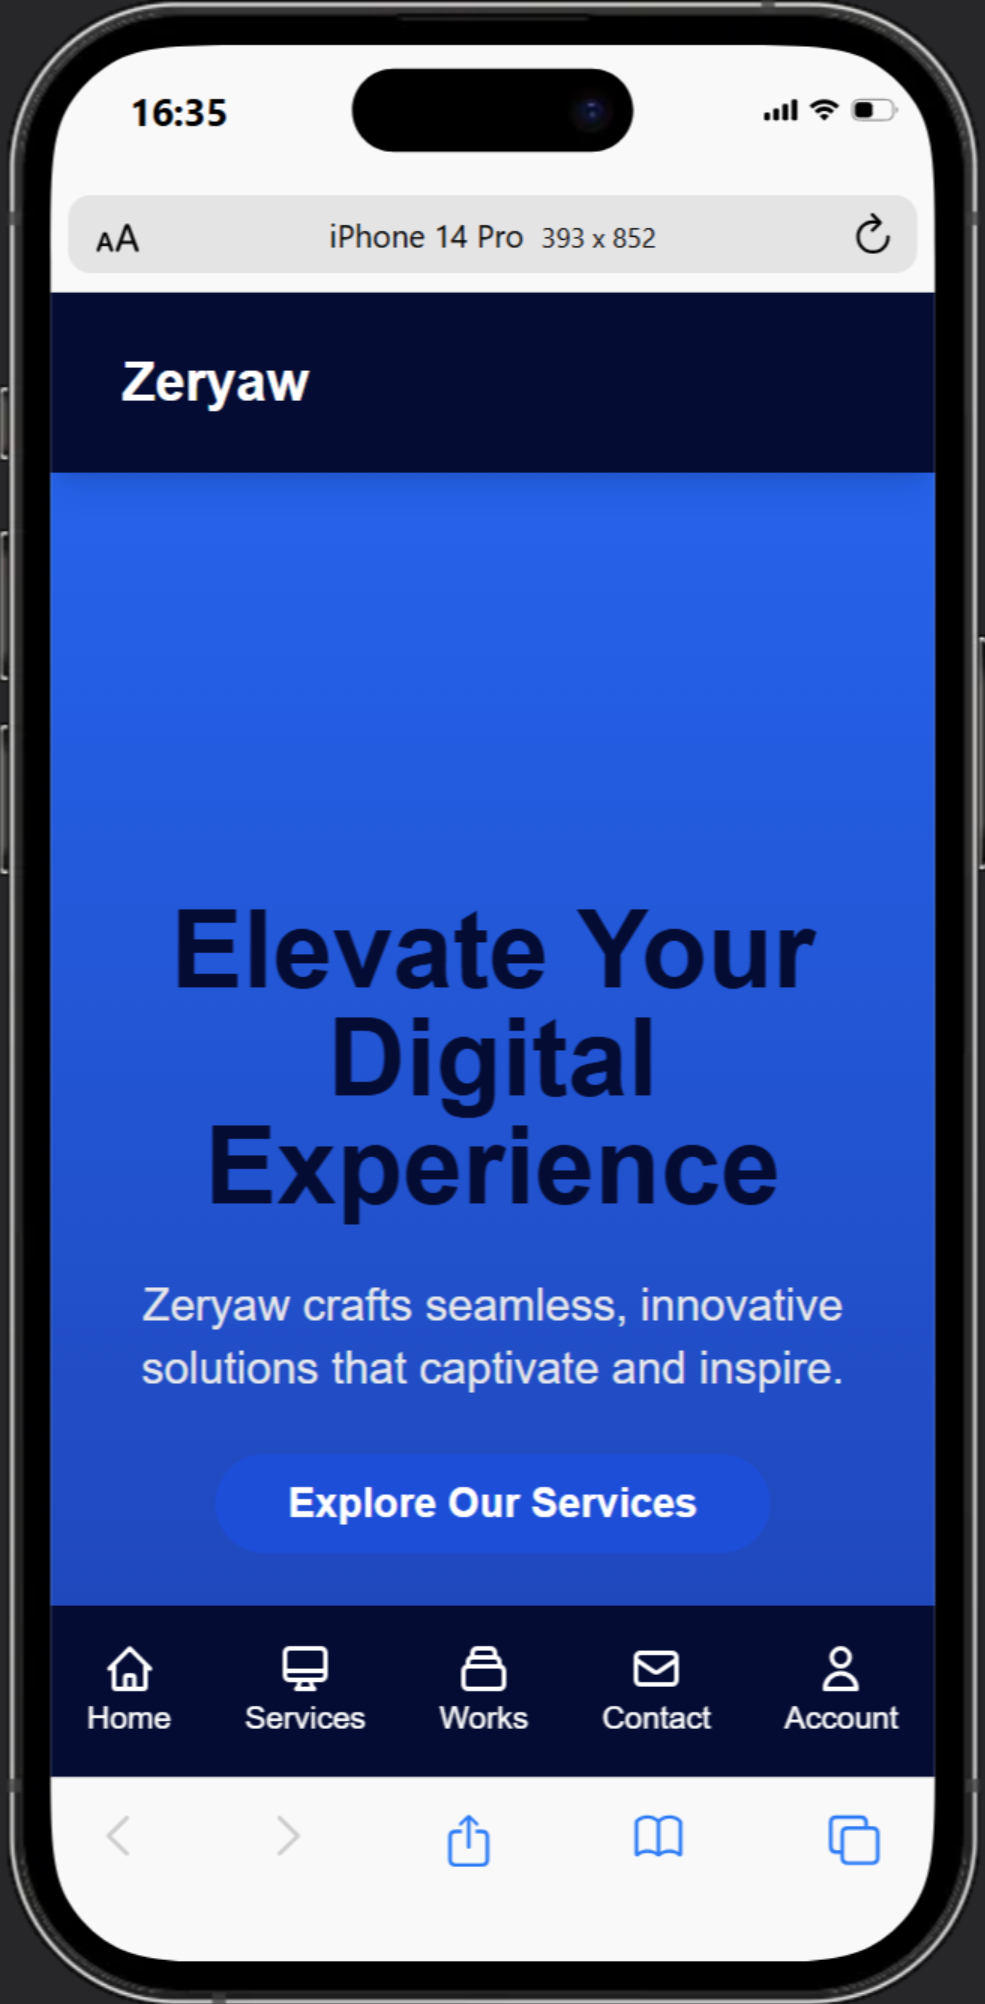 16:35
AA iPhone 14 Pro 393 x 852
Zeryaw
Elevate Your
Digital
Experience
Zeryaw crafts seamless, innovative
solutions that captivate and inspire.
Explore Our Services
Home Services Works Contact Account